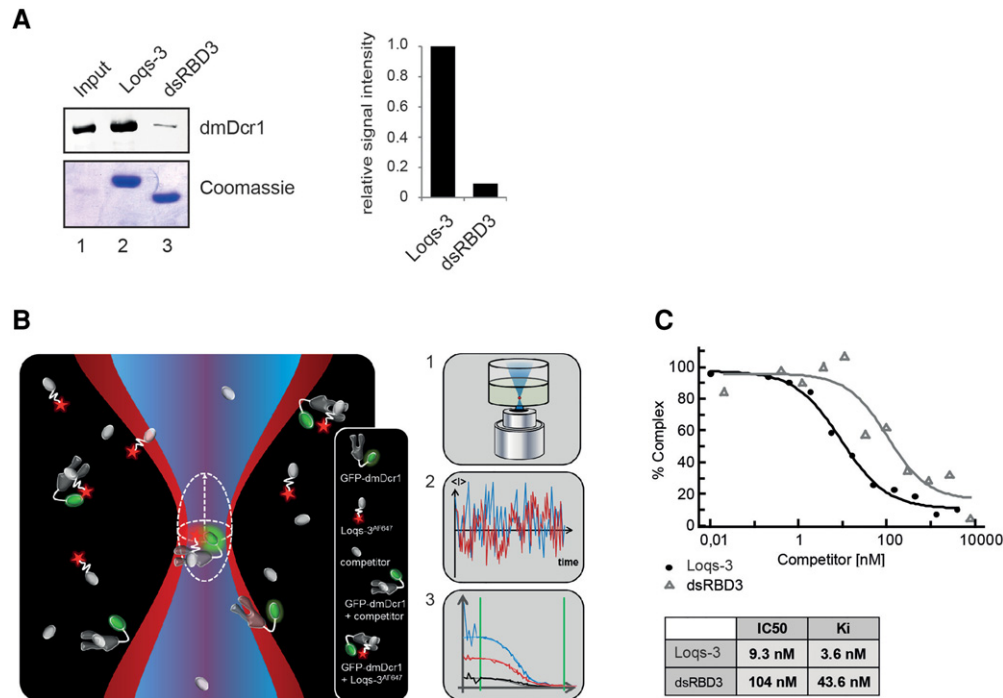 A
Input
Loqs-3
dsRBD3
dmDcr1
Coomassie
1 2 3
relative signal intensity
1.0
0.8
0.6
0.4
0.2
0
Loqs-3
dsRBD3
B
GFP-dmDcr1
Loqs-3AF647
competitor
GFP-dmDcr1
+ competitor
GFP-dmDcr1
+ Loqs-3AF647
1
2
<I>
time
3
C
% Complex
100
80
60
40
20
0
0,01 1 100 10000
Competitor [nM]
Loqs-3
dsRBD3
IC50 Ki
Loqs-3 9.3 nM 3.6 nM
dsRBD3 104 nM 43.6 nM